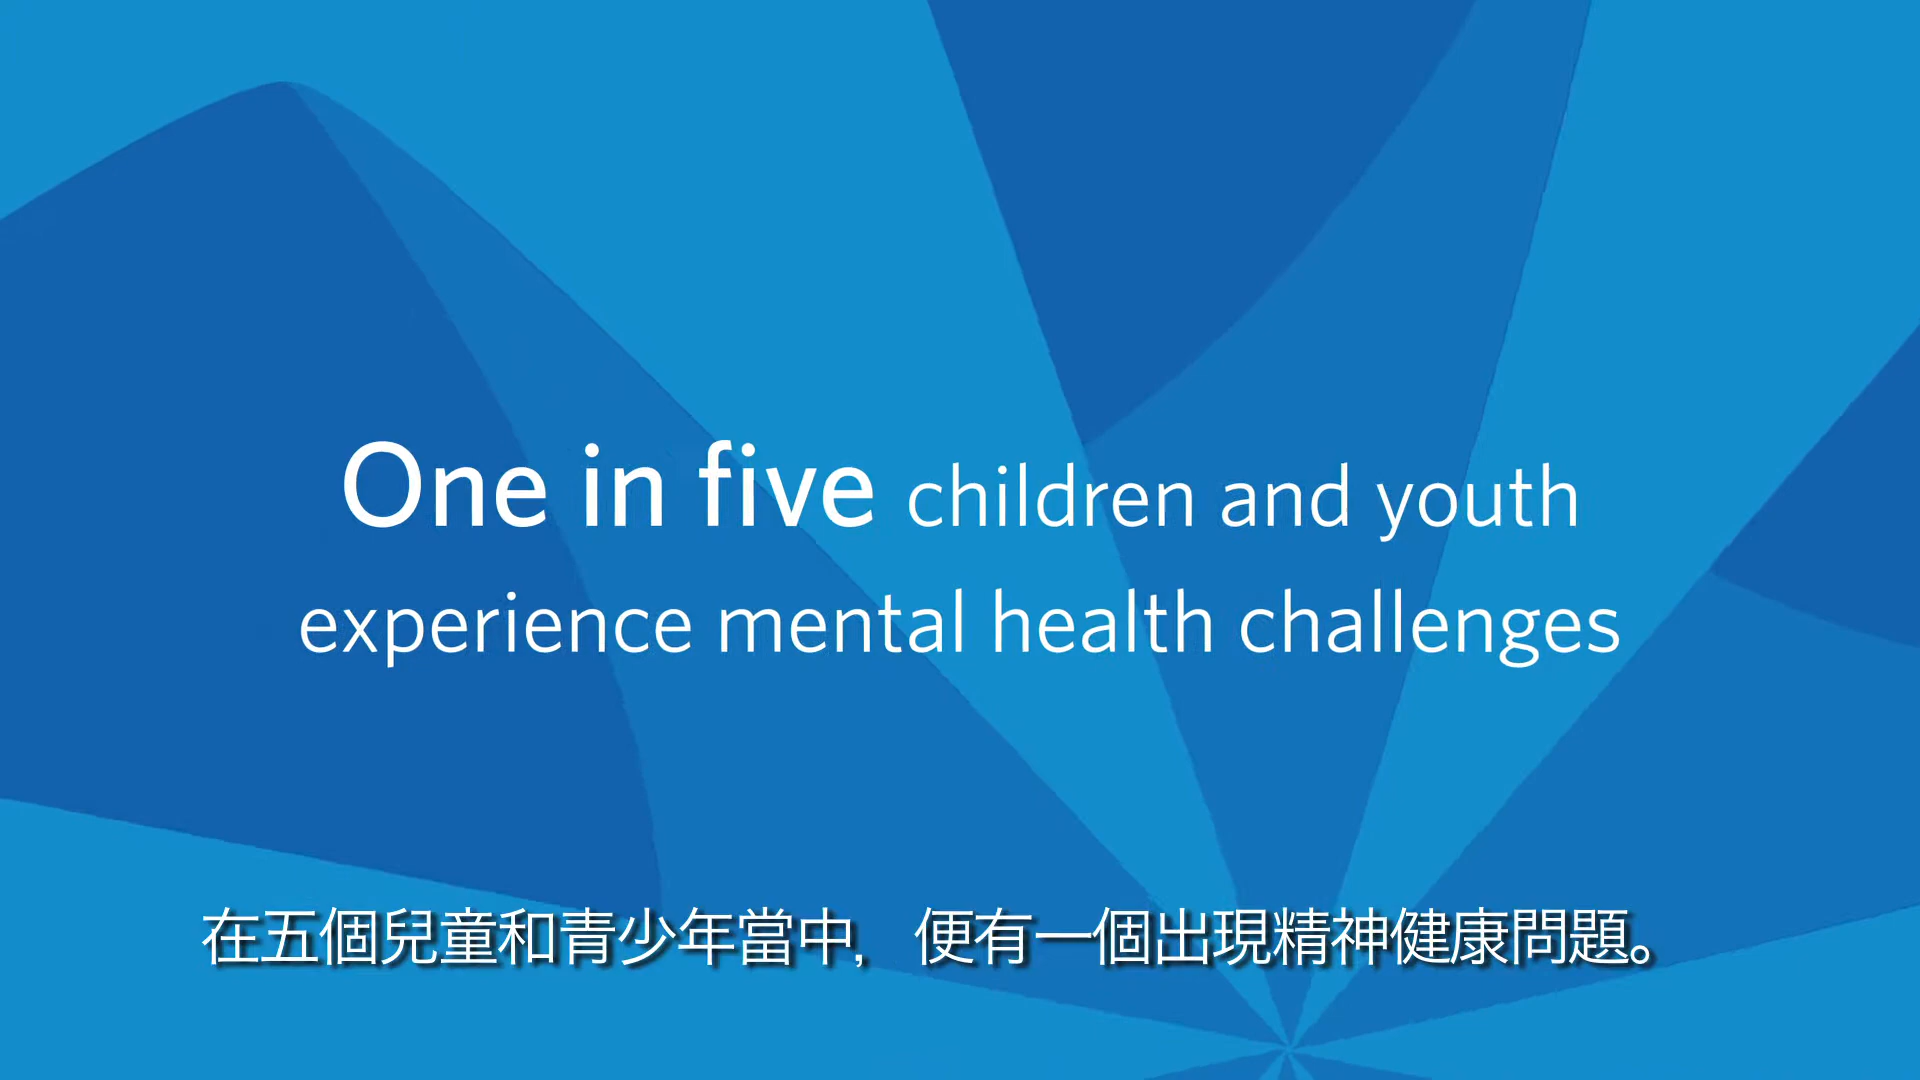 One in five children and youth
experience mental health challenges
在五個兒童和青少年當中, 便有一個出現精神健康問題。